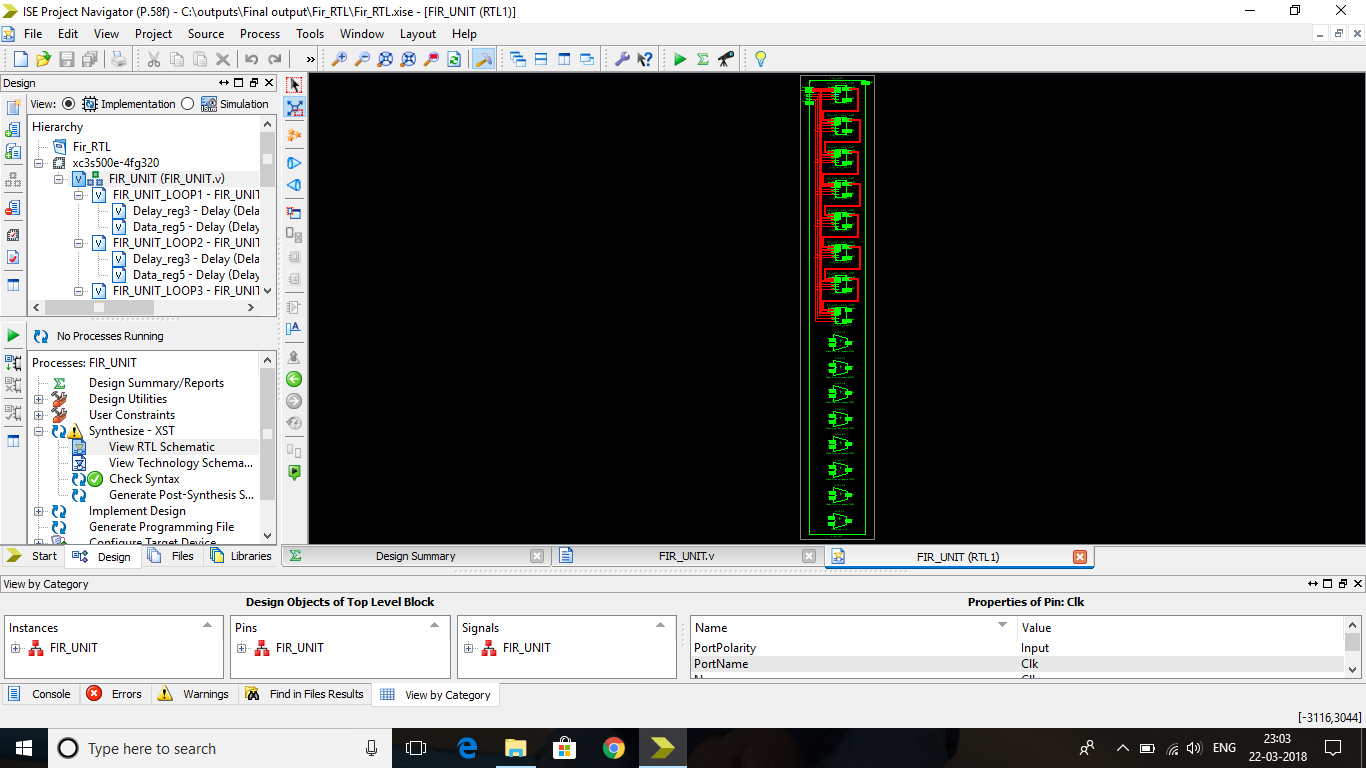 ISE Project Navigator (P.58f) - C:\outputs\Final output\Fir_RTL\Fir_RTL.xise - [FIR_UNIT (RTL1)]
File Edit View Project Source Process Tools Window Layout Help
»
Design
View: Implementation Simulation
Hierarchy
Fir_RTL
xc3s500e-4fg320
FIR_UNIT (FIR_UNIT.v)
FIR_UNIT_LOOP1 - FIR_UNIT
Delay_reg3 - Delay (Dela
Data_reg5 - Delay (Delay
FIR_UNIT_LOOP2 - FIR_UNIT
Delay_reg3 - Delay (Dela
Data_reg5 - Delay (Delay
FIR_UNIT_LOOP3 - FIR_UNIT
No Processes Running
Processes: FIR_UNIT
Design Summary/Reports
Design Utilities
User Constraints
Synthesize - XST
View RTL Schematic
View Technology Schema...
Check Syntax
Generate Post-Synthesis S...
Implement Design
Generate Programming File
Configure Target Device
Start Design Files Libraries
Design Summary FIR_UNIT.v FIR_UNIT (RTL1)
View by Category
Design Objects of Top Level Block Properties of Pin: Clk
Instances Pins Signals Name Value
FIR_UNIT FIR_UNIT FIR_UNIT PortPolarity Input
PortName Clk
Console Errors Warnings Find in Files Results View by Category
[-3116,3044]
Type here to search ENG 23:03
22-03-2018